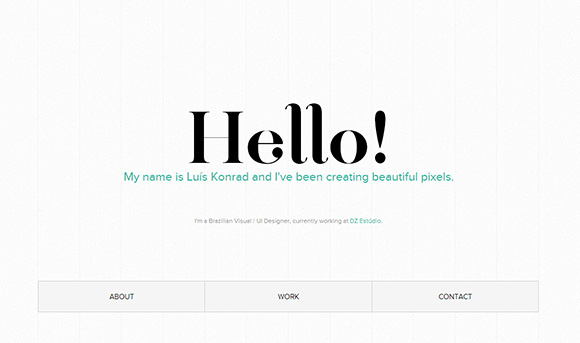 Hello!
My name is Luís Konrad and I've been creating beautiful pixels.
I'm a Brazilian Visual / UI Designer, currently working at DZ Estúdio.
ABOUT
WORK
CONTACT